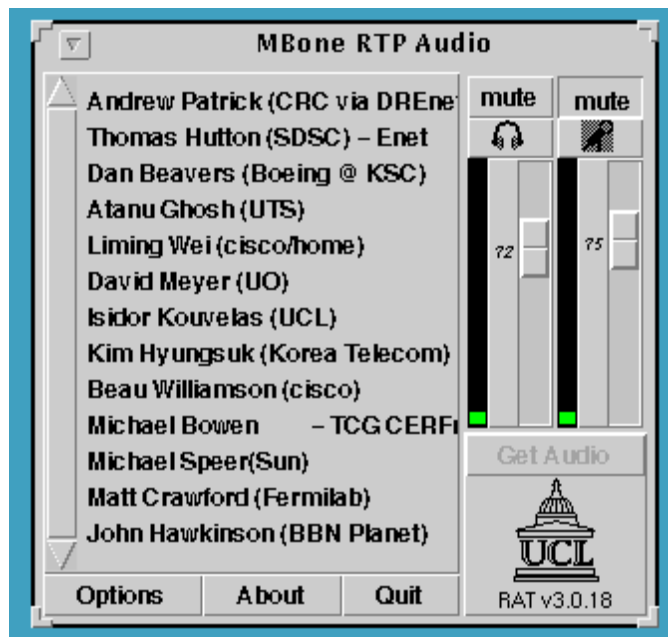 MBone RTP Audio
Andrew Patrick (CRC via DREne
Thomas Hutton (SDSC) – Enet
Dan Beavers (Boeing @ KSC)
Atanu Ghosh (UTS)
Liming Wei (cisco/home)
David Meyer (UO)
Isidor Kouvelas (UCL)
Kim Hyungsuk (Korea Telecom)
Beau Williamson (cisco)
Michael Bowen – TCG CERF
Michael Speer(Sun)
Matt Crawford (Fermilab)
John Hawkinson (BBN Planet)
Options About Quit
mute mute
72 75
Get Audio
UCL
RAT v3.0.18